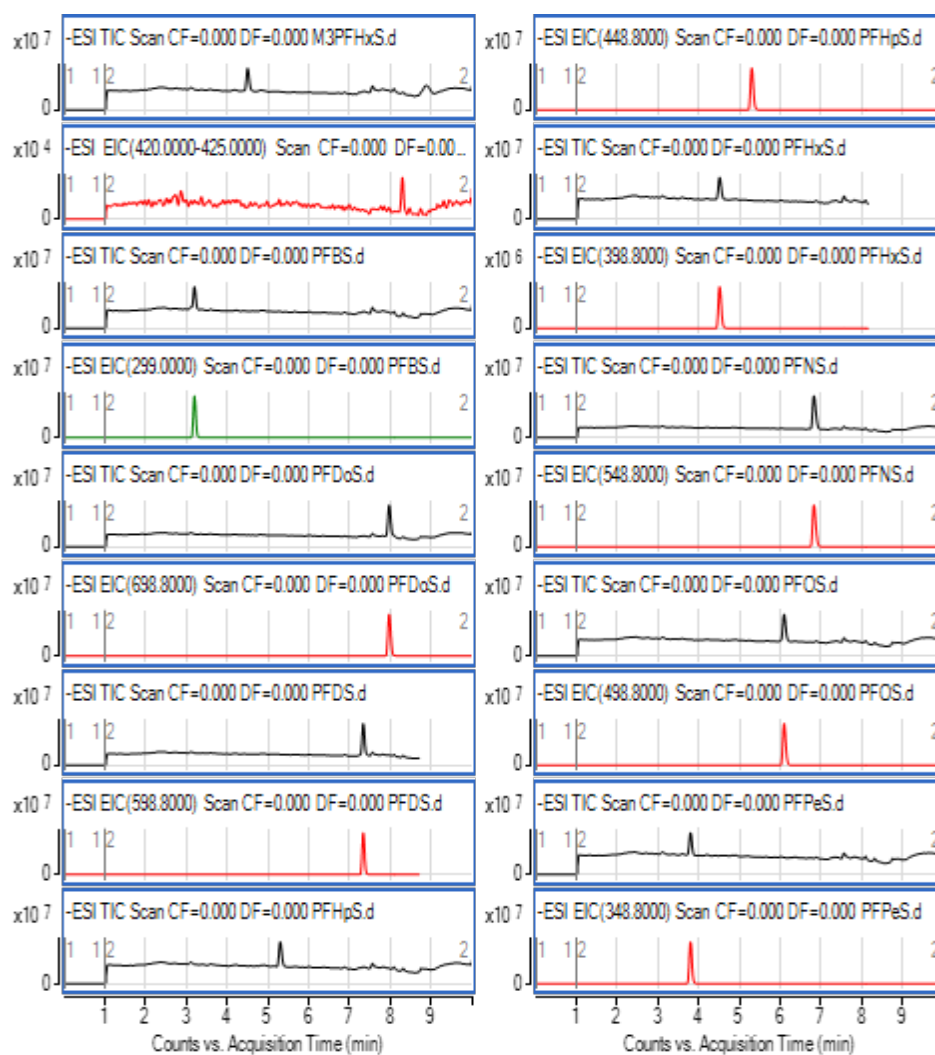 x10 7 -ESI TIC Scan CF=0.000 DF=0.000 M3PFHxS.d
1 1 2 2
0
x10 4 -ESI EIC(420.0000-425.0000) Scan CF=0.000 DF=0.00...
1 1 2 2
0
x10 7 -ESI TIC Scan CF=0.000 DF=0.000 PFBS.d
1 1 2 2
0
x10 7 -ESI EIC(299.0000) Scan CF=0.000 DF=0.000 PFBS.d
1 1 2 2
0
x10 7 -ESI TIC Scan CF=0.000 DF=0.000 PFDoS.d
1 1 2 2
0
x10 7 -ESI EIC(698.8000) Scan CF=0.000 DF=0.000 PFDoS.d
1 1 2 2
0
x10 7 -ESI TIC Scan CF=0.000 DF=0.000 PFDS.d
1 1 2 2
0
x10 7 -ESI EIC(598.8000) Scan CF=0.000 DF=0.000 PFDS.d
1 1 2 2
0
x10 7 -ESI TIC Scan CF=0.000 DF=0.000 PFHpS.d
1 1 2 2
0
1 2 3 4 5 6 7 8 9
Counts vs. Acquisition Time (min)
x10 7 -ESI EIC(448.8000) Scan CF=0.000 DF=0.000 PFHpS.d
1 1 2 2
0
x10 7 -ESI TIC Scan CF=0.000 DF=0.000 PFHxS.d
1 1 2 2
0
x10 6 -ESI EIC(398.8000) Scan CF=0.000 DF=0.000 PFHxS.d
1 1 2 2
0
x10 7 -ESI TIC Scan CF=0.000 DF=0.000 PFNS.d
1 1 2 2
0
x10 7 -ESI EIC(548.8000) Scan CF=0.000 DF=0.000 PFNS.d
1 1 2 2
0
x10 7 -ESI TIC Scan CF=0.000 DF=0.000 PFOS.d
1 1 2 2
0
x10 7 -ESI EIC(498.8000) Scan CF=0.000 DF=0.000 PFOS.d
1 1 2 2
0
x10 7 -ESI TIC Scan CF=0.000 DF=0.000 PFPeS.d
1 1 2 2
0
x10 7 -ESI EIC(348.8000) Scan CF=0.000 DF=0.000 PFPeS.d
1 1 2 2
0
1 2 3 4 5 6 7 8 9
Counts vs. Acquisition Time (min)